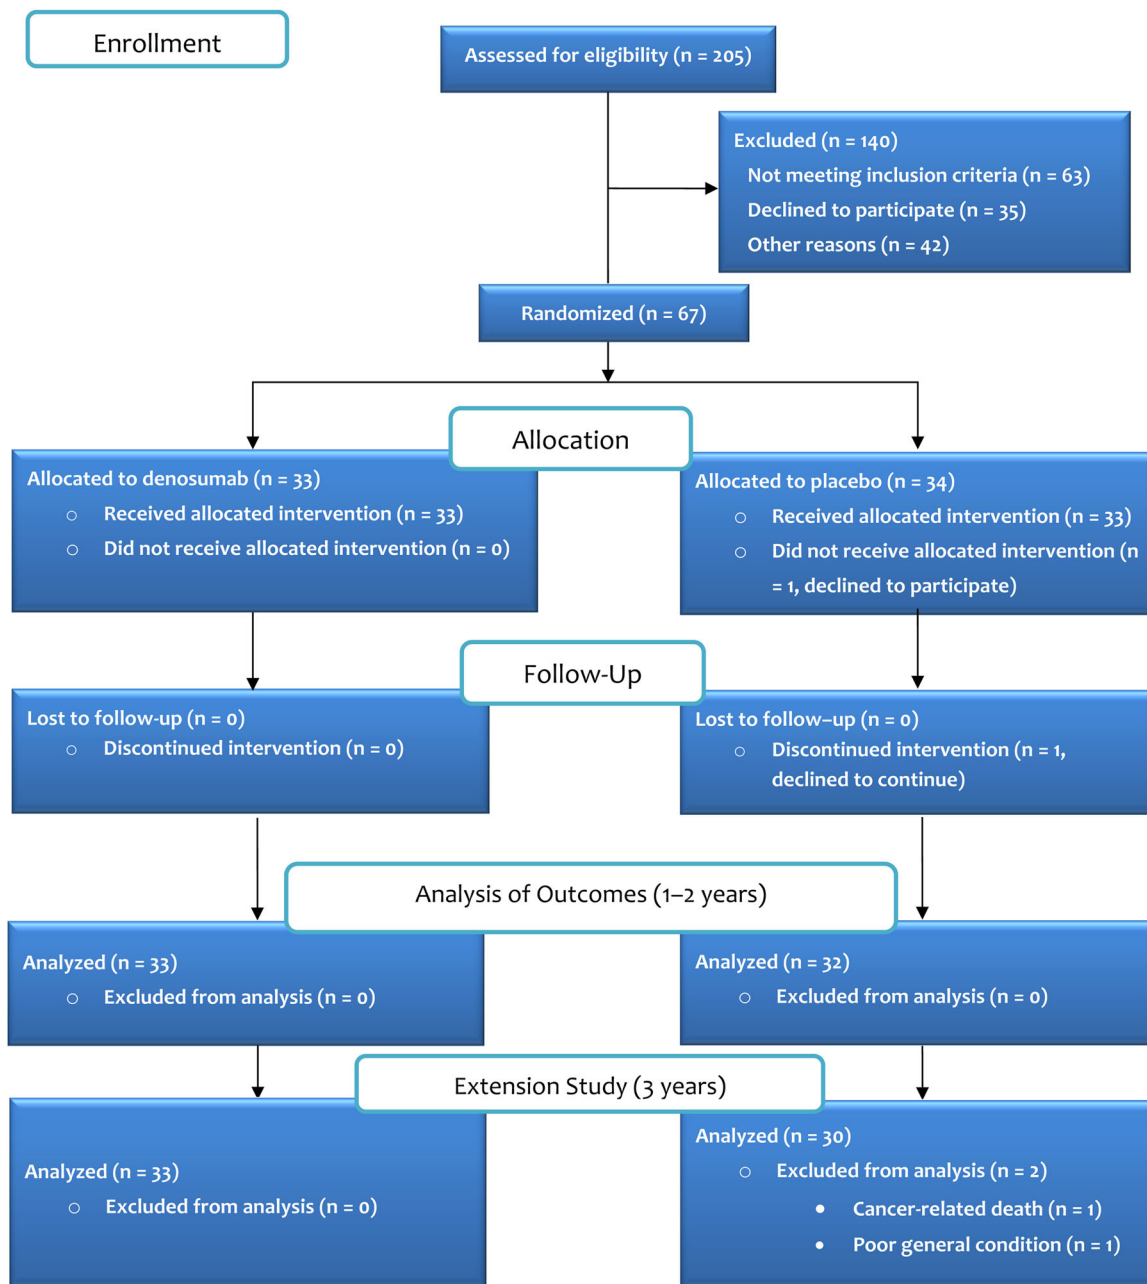 Enrollment
Assessed for eligibility (n = 205)
Excluded (n = 140)
Not meeting inclusion criteria (n = 63)
Declined to participate (n = 35)
Other reasons (n = 42)
Randomized (n = 67)
Allocation
Allocated to denosumab (n = 33)
○ Received allocated intervention (n = 33)
○ Did not receive allocated intervention (n = 0)
Allocated to placebo (n = 34)
○ Received allocated intervention (n = 33)
○ Did not receive allocated intervention (n
= 1, declined to participate)
Follow-Up
Lost to follow-up (n = 0)
○ Discontinued intervention (n = 0)
Lost to follow–up (n = 0)
○ Discontinued intervention (n = 1,
declined to continue)
Analysis of Outcomes (1–2 years)
Analyzed (n = 33)
○ Excluded from analysis (n = 0)
Analyzed (n = 32)
○ Excluded from analysis (n = 0)
Extension Study (3 years)
Analyzed (n = 33)
○ Excluded from analysis (n = 0)
Analyzed (n = 30)
○ Excluded from analysis (n = 2)
• Cancer-related death (n = 1)
• Poor general condition (n = 1)